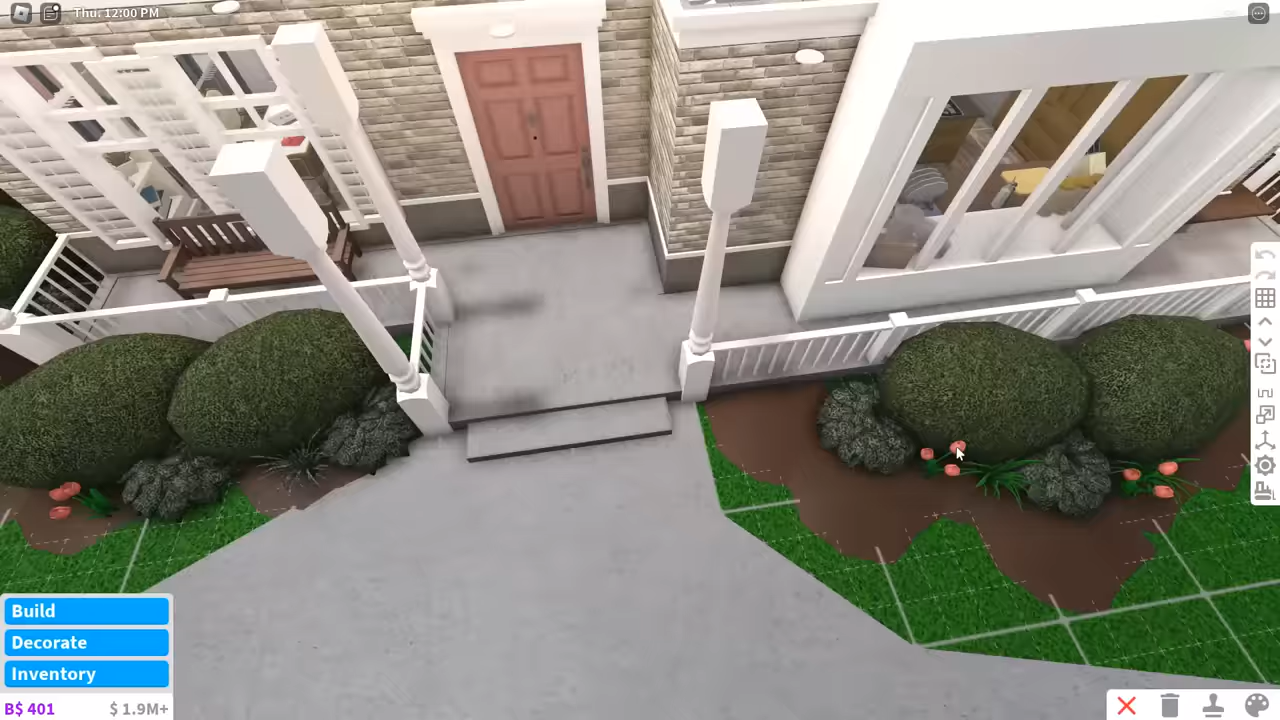 Thu. 12:00 PM
Build
Decorate
Inventory
B$ 401 $ 1.9M+